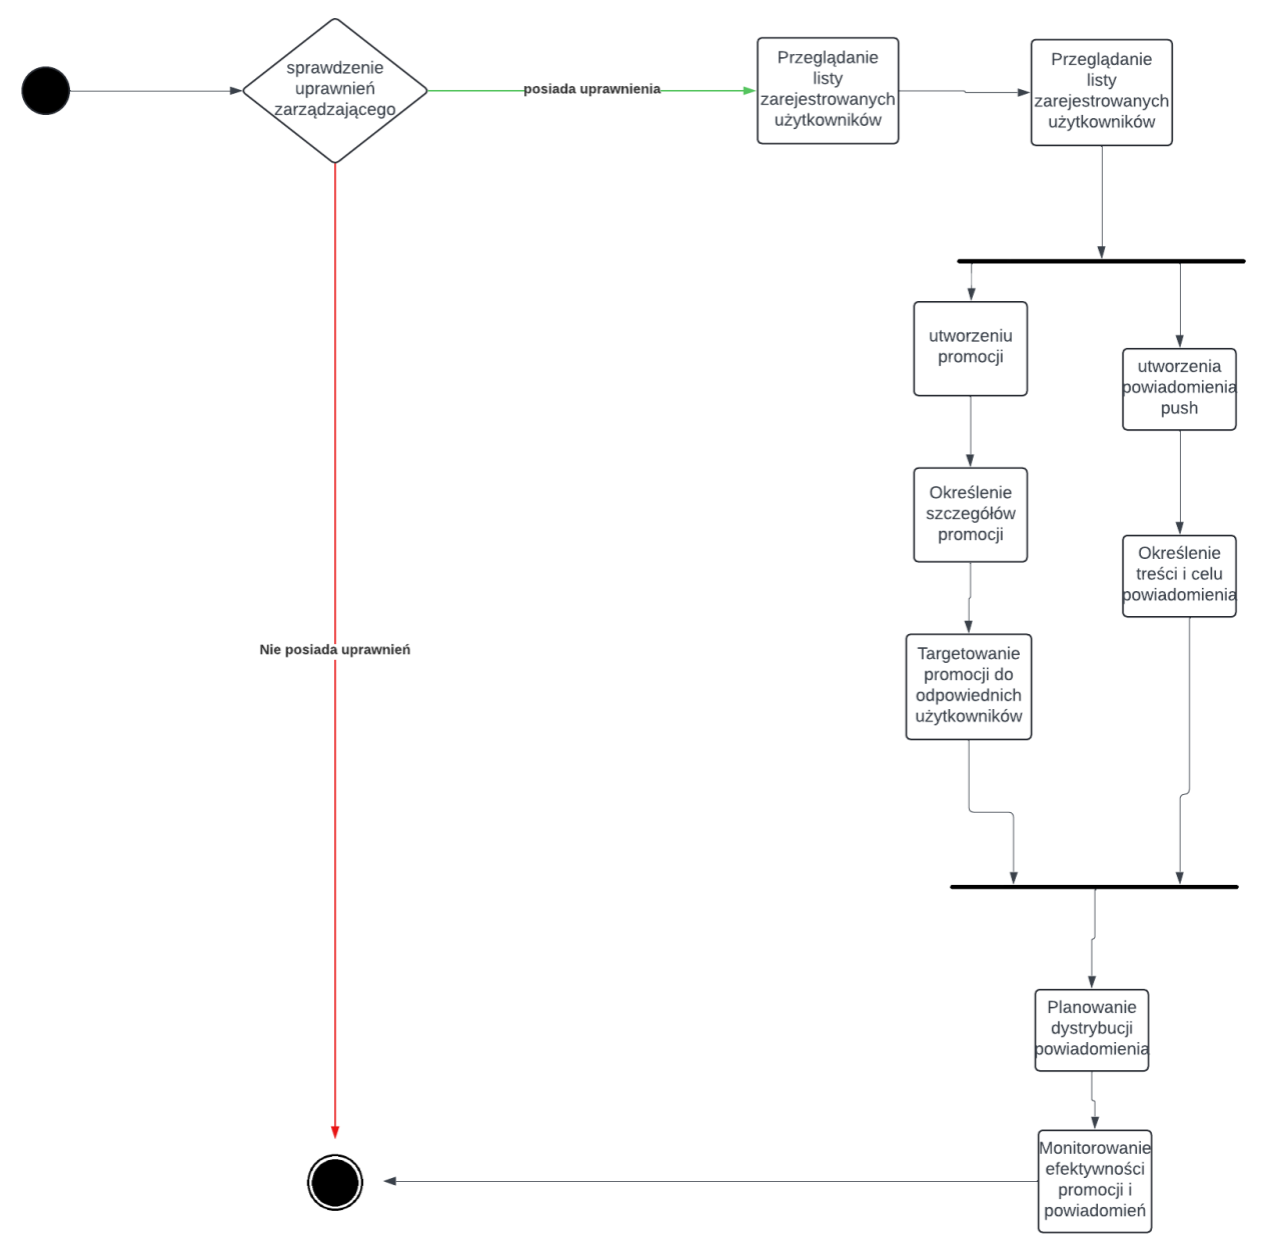 sprawdzenie
uprawnień
zarządzającego
posiada uprawnienia
Przeglądanie
listy
zarejestrowanych
użytkowników
Przeglądanie
listy
zarejestrowanych
użytkowników
utworzeniu
promocji
utworzenia
powiadomienia
push
Określenie
szczegółów
promocji
Określenie
treści i celu
powiadomienia
Nie posiada uprawnień
Targetowanie
promocji do
odpowiednich
użytkowników
Planowanie
dystrybucji
powiadomienia
Monitorowanie
efektywności
promocji i
powiadomień